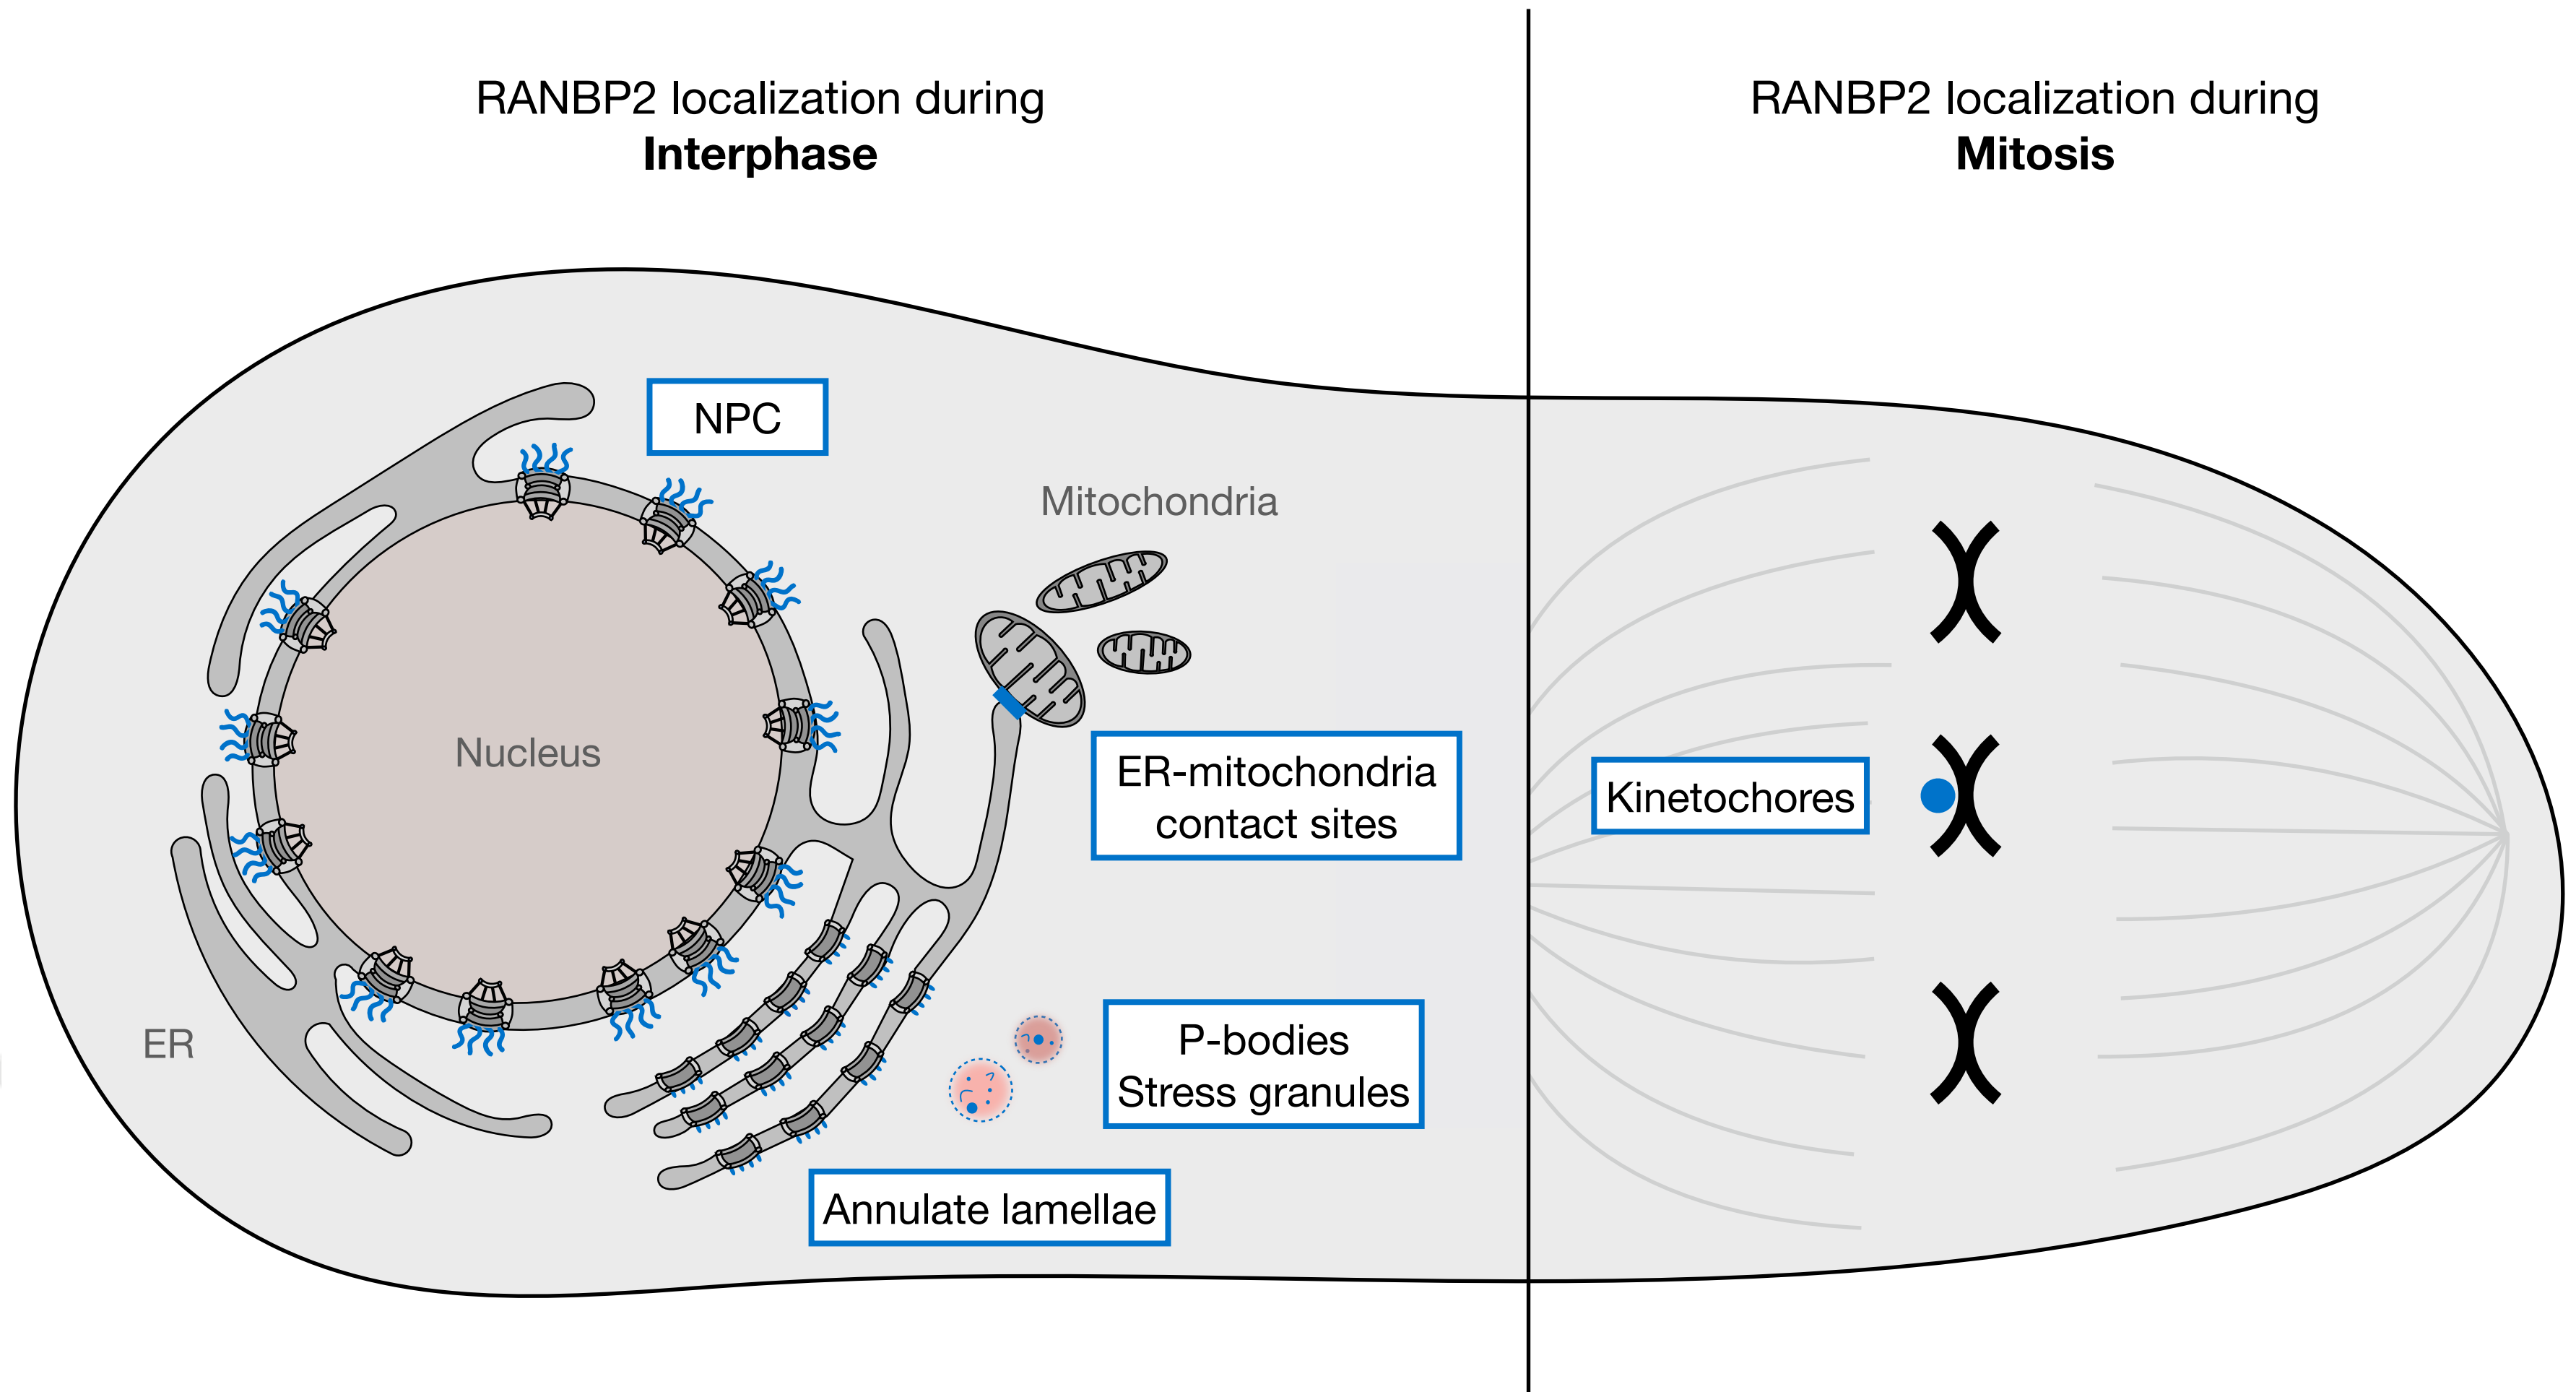 RANBP2 localization during
Interphase
RANBP2 localization during
Mitosis
NPC
Mitochondria
Nucleus
ER-mitochondria
contact sites
Kinetochores
ER
P-bodies
Stress granules
Annulate lamellae